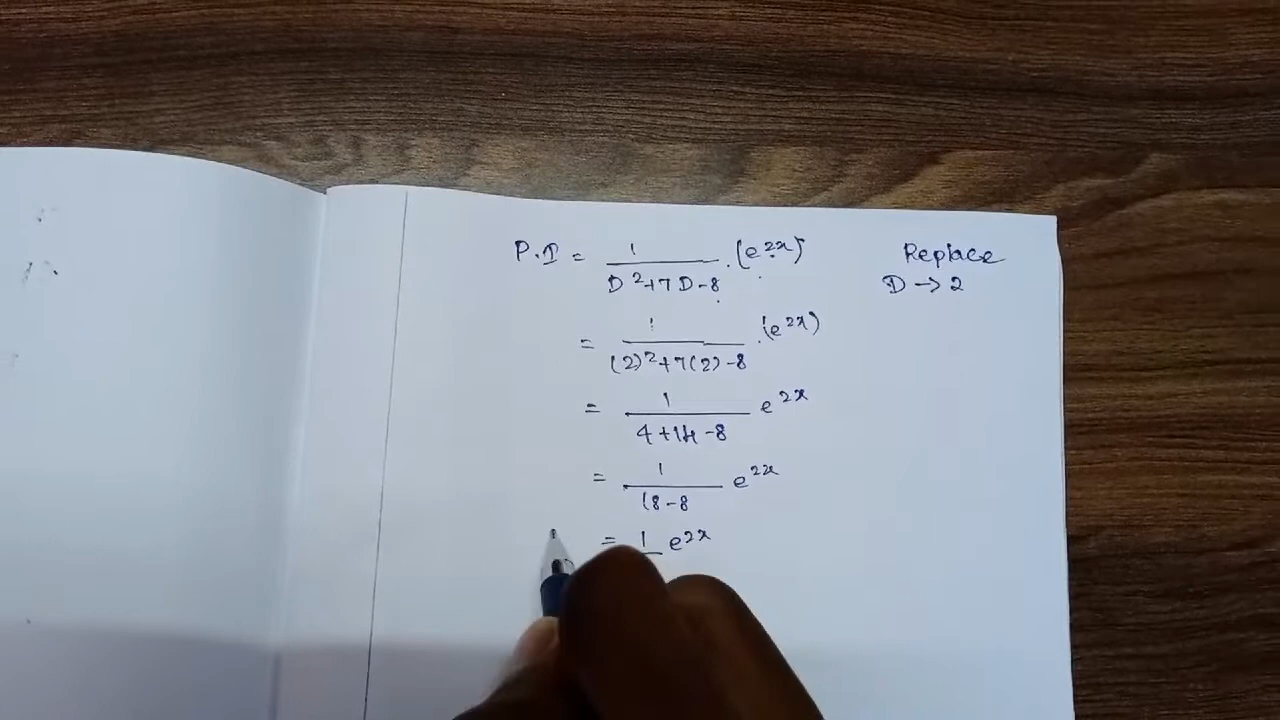 P.I = 1/(D²+7D-8) . (e^2x) Replace
D → 2
= 1/((2)²+7(2)-8) . (e^2x)
= 1/(4+14-8) e^2x
= 1/(18-8) e^2x
= 1/ e^2x